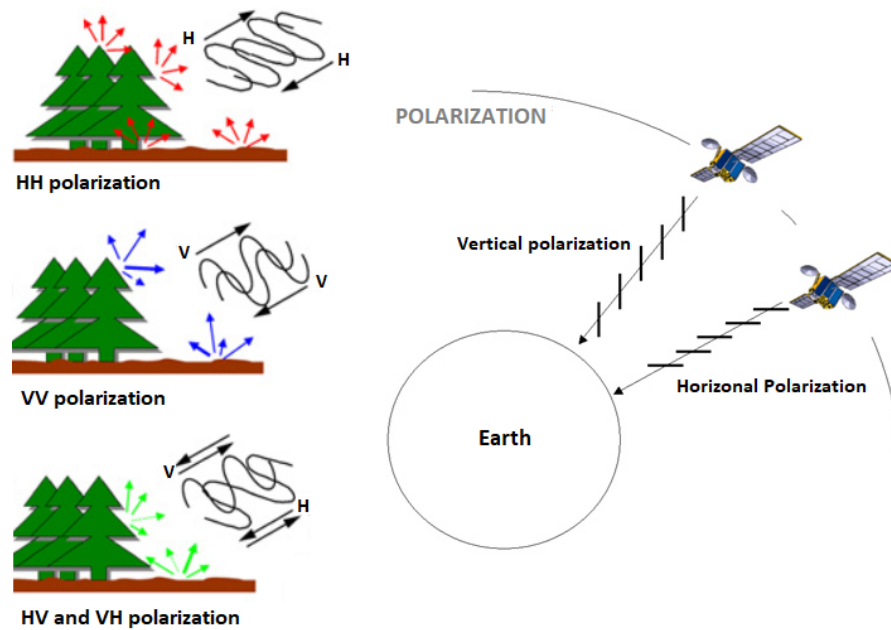 H
H
HH polarization
V
V
VV polarization
V
H
HV and VH polarization
POLARIZATION
Vertical polarization
Horizonal Polarization
Earth